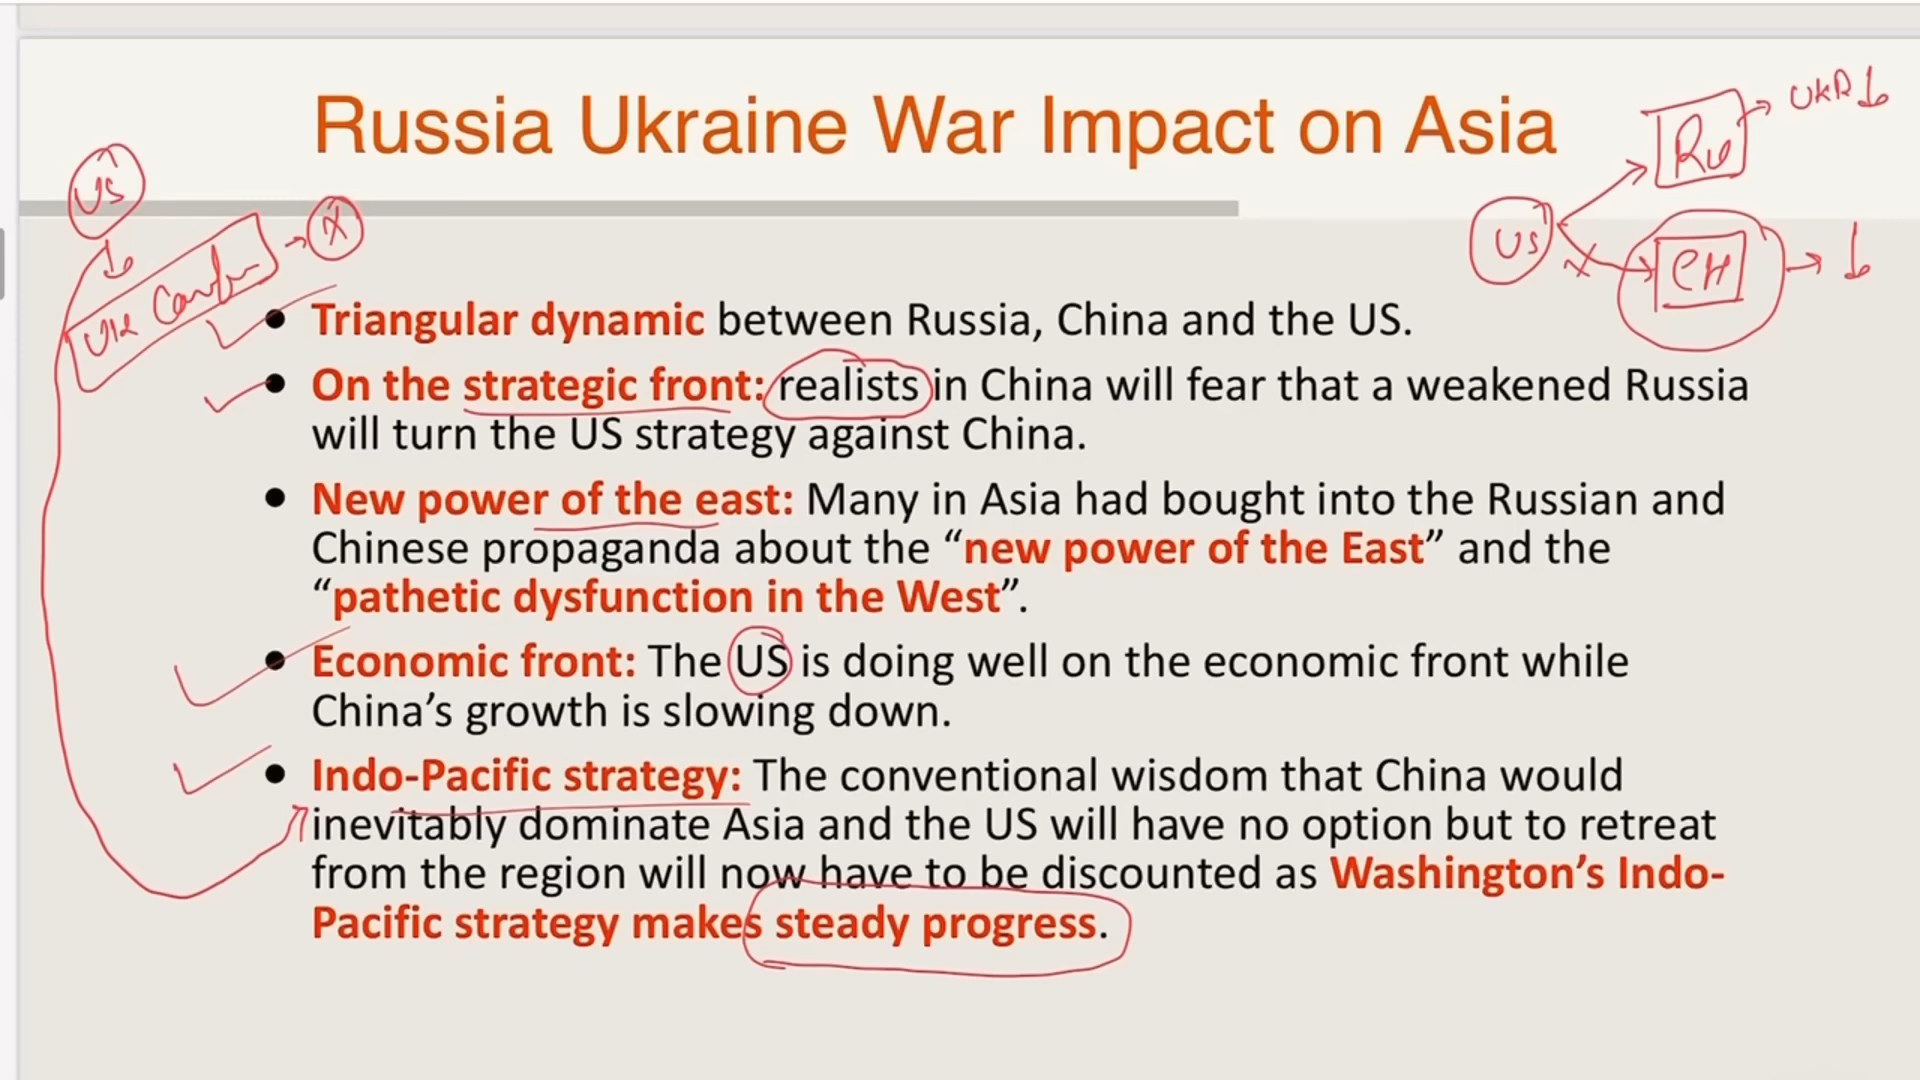 Russia Ukraine War Impact on Asia
UKR
Ru
US
US
CH
X
UKR
• Triangular dynamic between Russia, China and the US.
• On the strategic front: realists in China will fear that a weakened Russia
will turn the US strategy against China.
• New power of the east: Many in Asia had bought into the Russian and
Chinese propaganda about the “new power of the East” and the
“pathetic dysfunction in the West”.
• Economic front: The US is doing well on the economic front while
China’s growth is slowing down.
• Indo-Pacific strategy: The conventional wisdom that China would
inevitably dominate Asia and the US will have no option but to retreat
from the region will now have to be discounted as Washington’s Indo-
Pacific strategy makes steady progress.